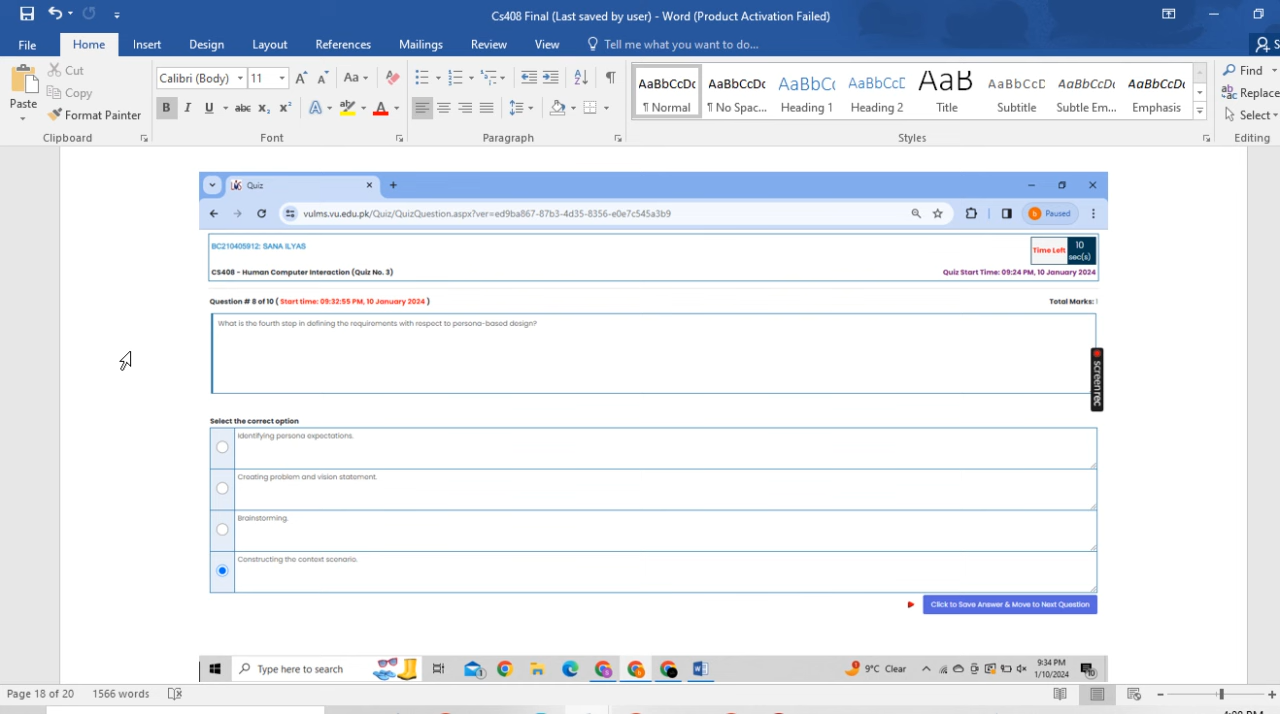 Cs408 Final (Last saved by user) - Word (Product Activation Failed)
File Home Insert Design Layout References Mailings Review View Tell me what you want to do...
Cut
Copy
Format Painter
Paste
Clipboard
Calibri (Body) 11
Aa
B I U abc X₂ X² A A
Font
Paragraph
AaBbCcDc AaBbCcDc AaBbCc AaBbCcD AaB AaBbCcD AaBbCcDc AaBbCcDc
¶ Normal ¶ No Spac... Heading 1 Heading 2 Title Subtitle Subtle Em... Emphasis
Styles
Find
Replace
Select
Editing
Quiz
vulms.vu.edu.pk/Quiz/QuizQuestion.aspx?ver=ed9ba867-87b3-4d35-8356-e0e7c545a3b9
Paused
BC210405912: SANA ILYAS
Time Left 10 sec(s)
CS408 - Human Computer Interaction (Quiz No. 3)
Quiz Start Time: 09:24 PM, 10 January 2024
Question # 8 of 10 ( Start time: 09:32:55 PM, 10 January 2024 )
Total Marks: 1
What is the fourth step in defining the requirements with respect to persona-based design?
screenrec
Select the correct option
Identifying persona expectations.
Creating problem and vision statement.
Brainstorming.
Constructing the context scenario.
Click to Save Answer & Move to Next Question
Type here to search
9°C Clear
9:34 PM
1/10/2024
10
Page 18 of 20 1566 words